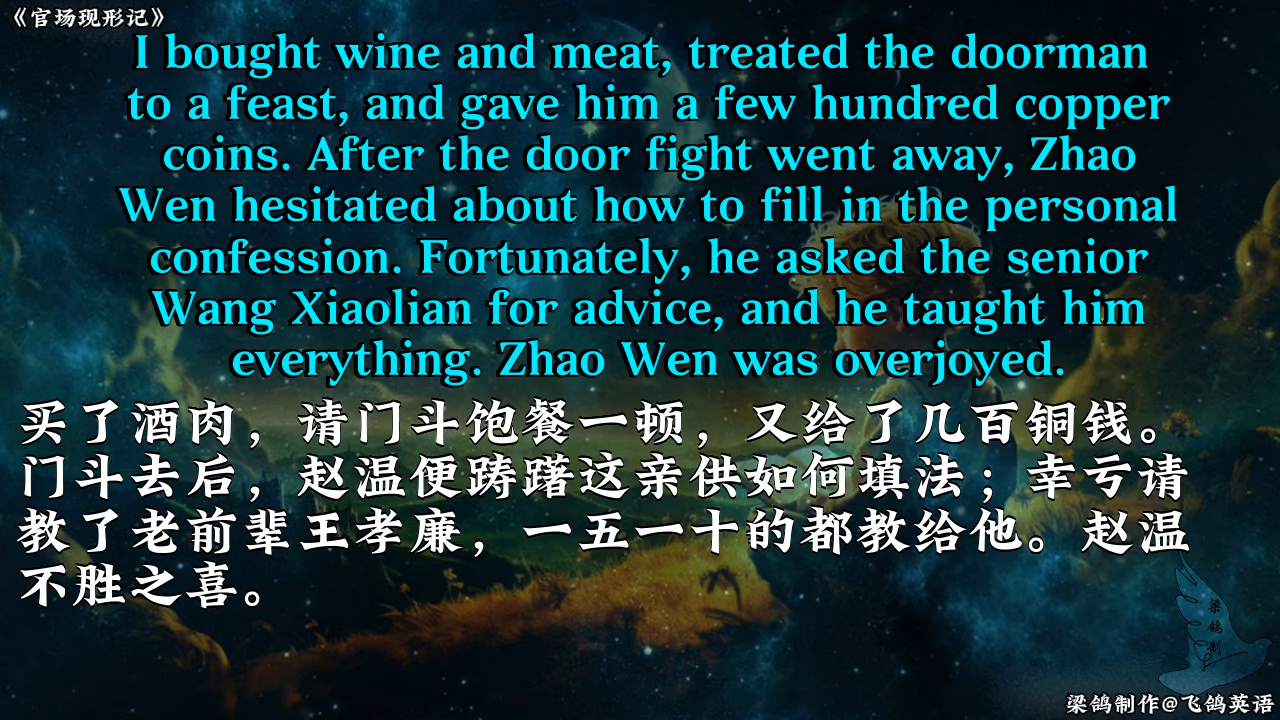 《官场现形记》
I bought wine and meat, treated the doorman
to a feast, and gave him a few hundred copper
coins. After the door fight went away, Zhao
Wen hesitated about how to fill in the personal
confession. Fortunately, he asked the senior
Wang Xiaolian for advice, and he taught him
everything. Zhao Wen was overjoyed.
买了酒肉，请门斗饱餐一顿，又给了几百铜钱。
门斗去后，赵温便踌躇这亲供如何填法；幸亏请
教了老前辈王孝廉，一五一十的都教给他。赵温
不胜之喜。
梁
鸽
制
梁鸽制作@飞鸽英语